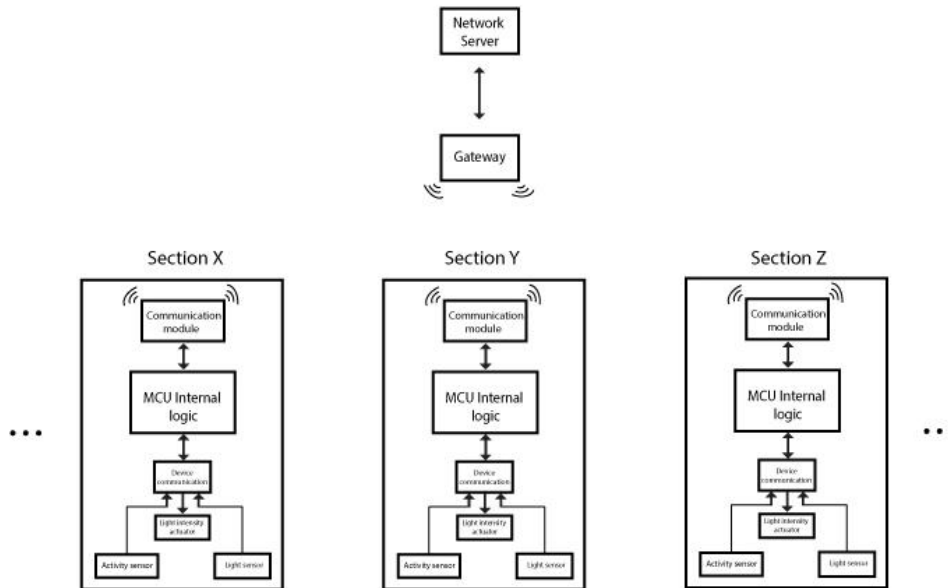 Network
Server
Gateway
Section X
Section Y
Section Z
Communication
module
MCU Internal
logic
Device
communication
Light intensity
actuator
Activity sensor
Light sensor
Communication
module
MCU Internal
logic
Device
communication
Light intensity
actuator
Activity sensor
Light sensor
Communication
module
MCU Internal
logic
Device
communication
Light intensity
actuator
Activity sensor
Light sensor